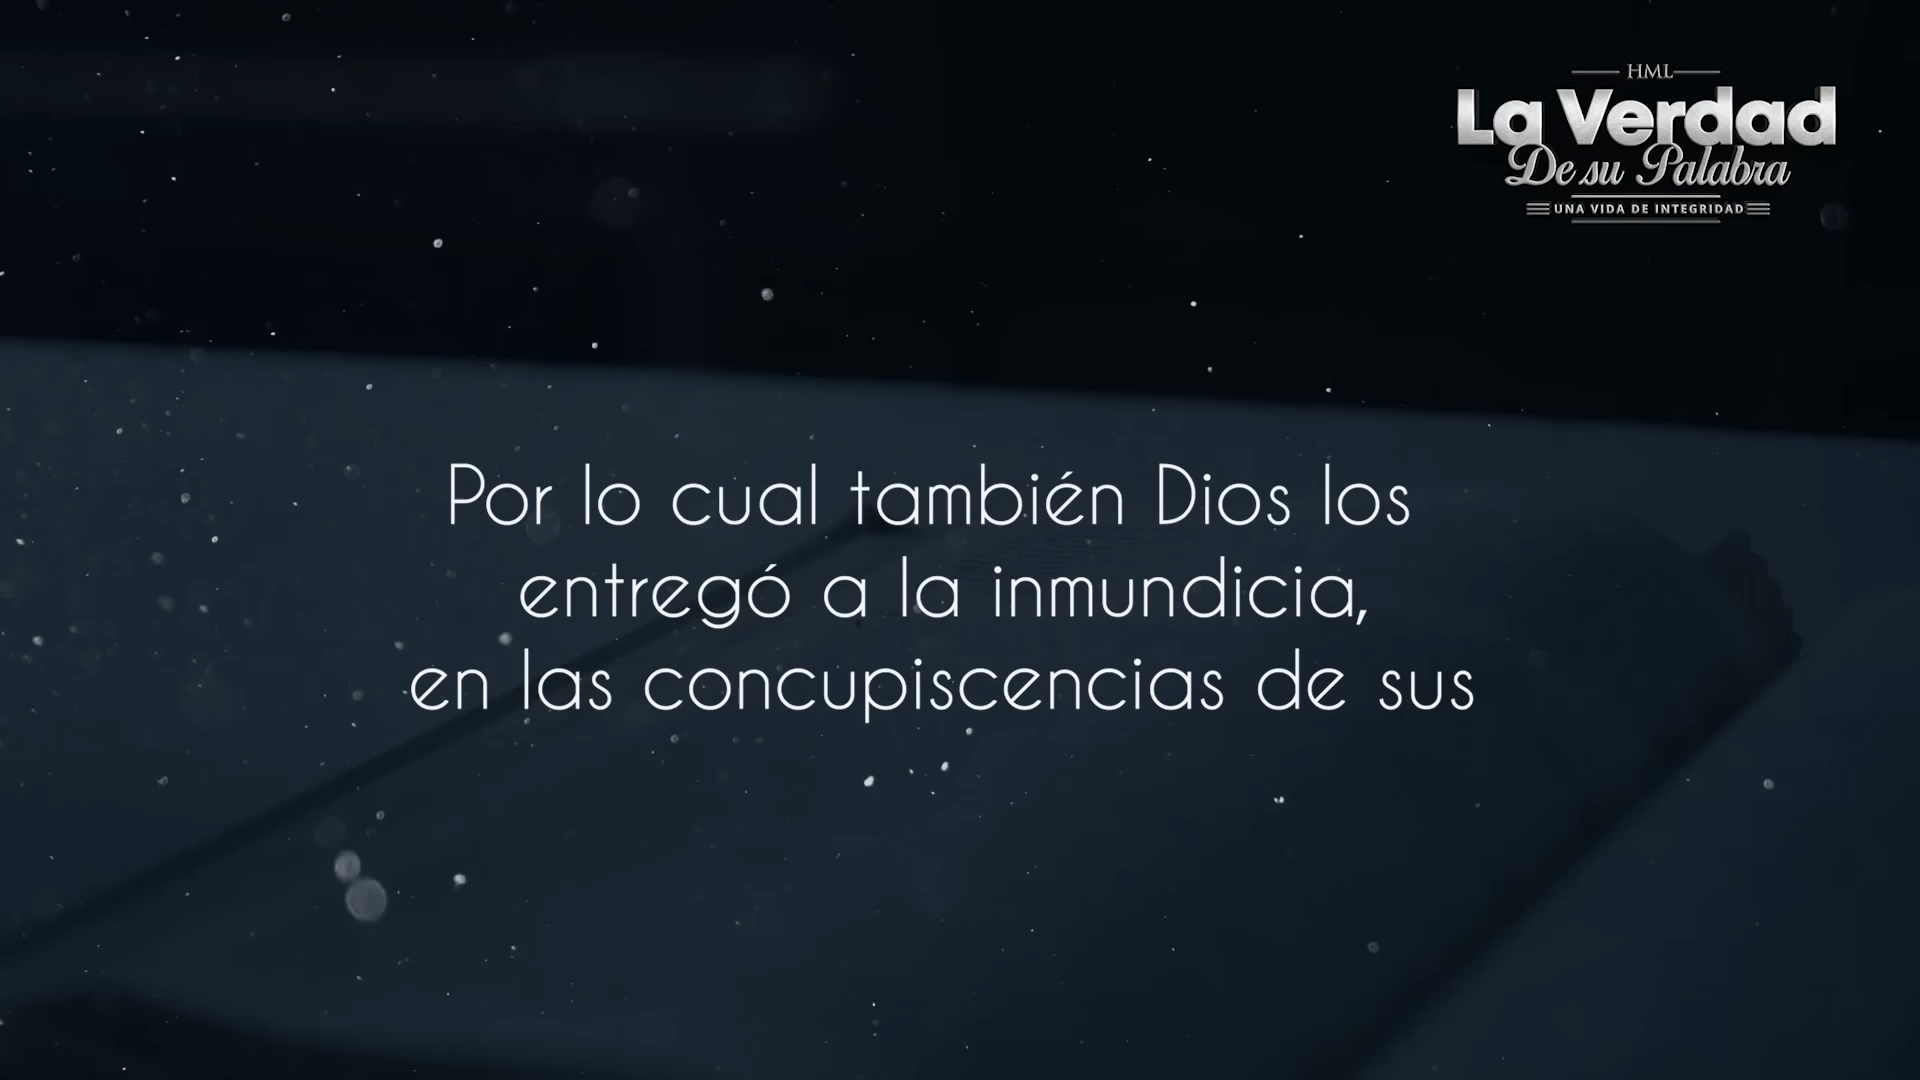 HML
La Verdad
De su Palabra
UNA VIDA DE INTEGRIDAD
Por lo cual también Dios los
entregó a la inmundicia,
en las concupiscencias de sus